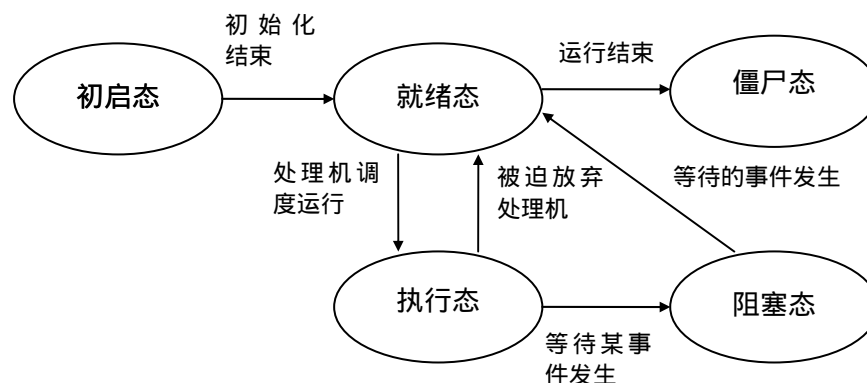 初始化
结束
初启态
就绪态
运行结束
僵尸态
处理机调
度运行
被迫放弃
处理机
等待的事件发生
执行态
阻塞态
等待某事
件发生